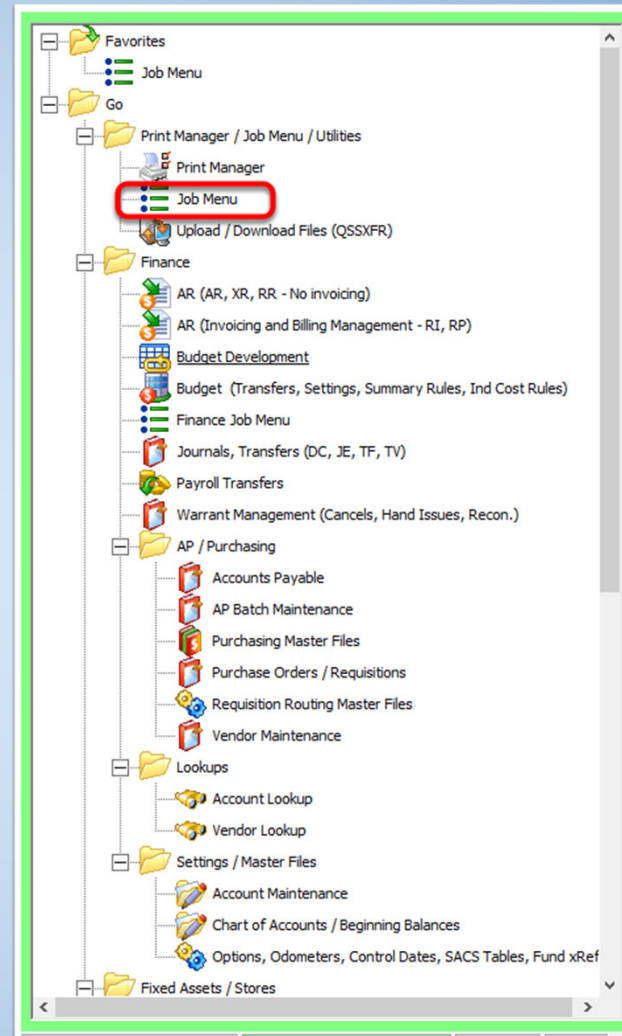 Favorites
Job Menu
Go
Print Manager / Job Menu / Utilities
Print Manager
Job Menu
Upload / Download Files (QSSXFR)
Finance
AR (AR, XR, RR - No invoicing)
AR (Invoicing and Billing Management - RI, RP)
Budget Development
Budget (Transfers, Settings, Summary Rules, Ind Cost Rules)
Finance Job Menu
Journals, Transfers (DC, JE, TF, TV)
Payroll Transfers
Warrant Management (Cancels, Hand Issues, Recon.)
AP / Purchasing
Accounts Payable
AP Batch Maintenance
Purchasing Master Files
Purchase Orders / Requisitions
Requisition Routing Master Files
Vendor Maintenance
Lookups
Account Lookup
Vendor Lookup
Settings / Master Files
Account Maintenance
Chart of Accounts / Beginning Balances
Options, Odometers, Control Dates, SACS Tables, Fund xRef
Fixed Assets / Stores